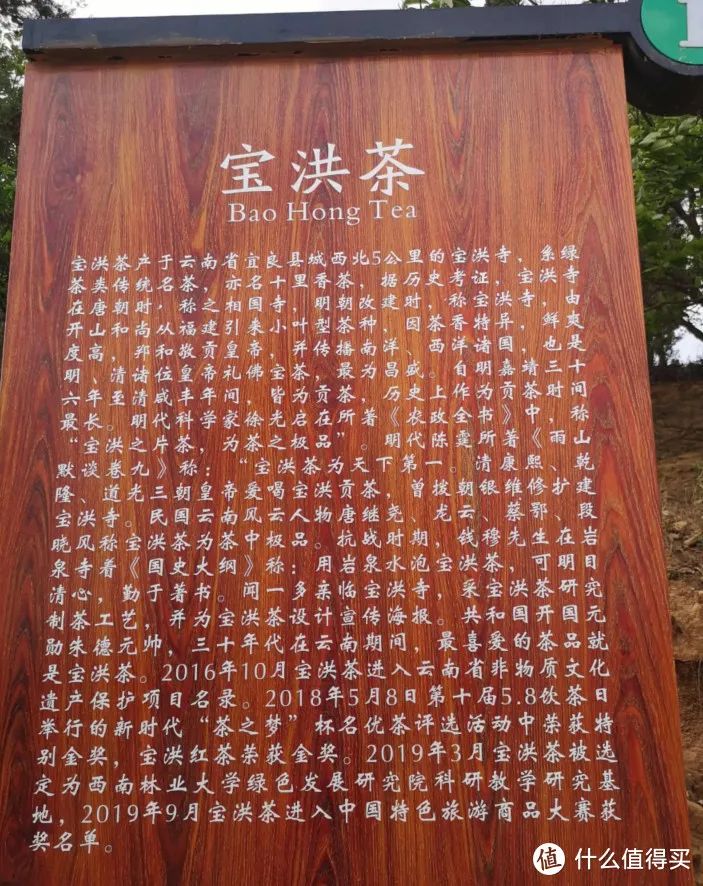 宝洪茶
Bao Hong Tea
宝洪茶产于云南省宜良县城西北5公里的宝洪寺，系绿
茶类传统名茶，亦名十里香茶，据历史考证，宝洪寺
在唐朝时，称之相国寺，明朝改建时，称宝洪寺，由
开山和尚从福建引来小叶型茶种，因茶香特异，鲜爽
度高，邦和敬贡皇帝，并传播南洋、西洋诸国，也是
明、清诸位皇帝礼佛、贡茶，最为昌盛，明嘉靖三十
六年至咸丰年间，皆为贡茶，历史上自作为贡时间
最长。清明代科学家徐光启所著《农政全书》中，称
“宝洪之片，为茶之极品”。明代陈霆所著《雨山
默谈卷九》称：“宝洪茶为天下第一。清康熙、乾
隆、道光三朝皇帝爱喝宝洪贡茶，曾拨朝银维修、扩建
宝洪寺。民国云南风云人物唐继尧、龙云、蔡鄂、段
晓风称宝洪茶为茶中极品。抗战时期，钱穆先生在岩
泉寺着《国史大纲》称：用岩泉水泡宝洪茶，可明目
清心，勤于著书。闻一多亲临宝洪寺，采宝洪茶研究
制茶工艺，并为宝洪茶设计宣传海报。共和国开国元
勋朱德元帅，三十年代在云南期间，最喜爱的茶品就
是宝洪茶。2016年10月宝洪茶进入云南省非物质文化
遗产保护项目名录。2018年5月8日第十届5.8饮茶日
举行的新时代“茶之梦”杯名优茶评选活动中荣获特
别金奖，宝洪红茶荣获金奖。2019年3月宝洪茶被选
定为西南林业大学绿色发展研究院科研教学研究基
地，2019年9月宝洪茶进入中国特色旅游商品大赛获
奖名单。
值 什么值得买